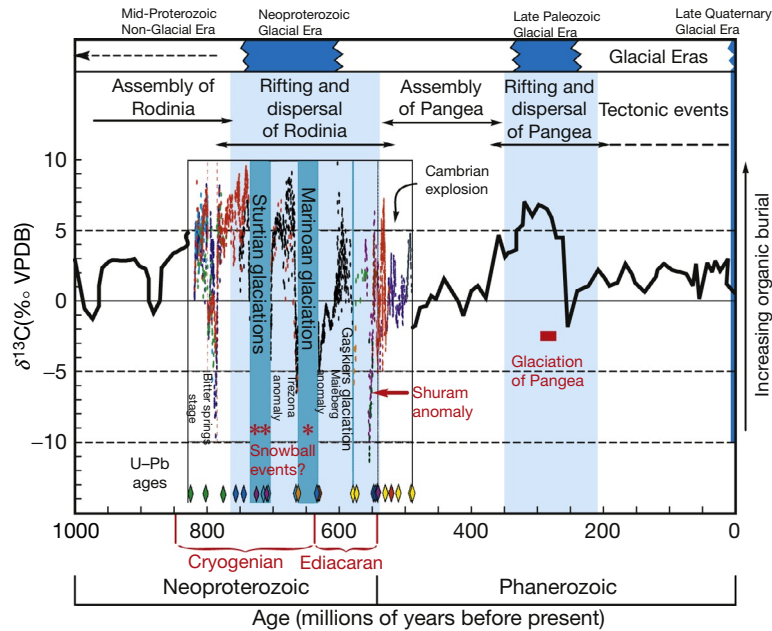 Mid-Proterozoic
Non-Glacial Era
Neoproterozoic
Glacial Era
Late Paleozoic
Glacial Era
Late Quaternary
Glacial Era
Glacial Eras
Assembly of
Rodinia
Rifting and
dispersal
of Rodinia
Assembly
of Pangea
Rifting and
dispersal
of Pangea
Tectonic events
10
5
0
−5
−10
δ13C(‰ VPDB)
Increasing organic burial
Cambrian
explosion
Sturtian glaciations
Marinoan glaciation
Bitter springs
stage
Trezona
anomaly
Maieberg
anomaly
Gaskiers glaciation
Shuram
anomaly
Glaciation
of Pangea
** *
Snowball
events?
U–Pb
ages
1000
800
600
400
200
0
Cryogenian
Ediacaran
Neoproterozoic
Phanerozoic
Age (millions of years before present)